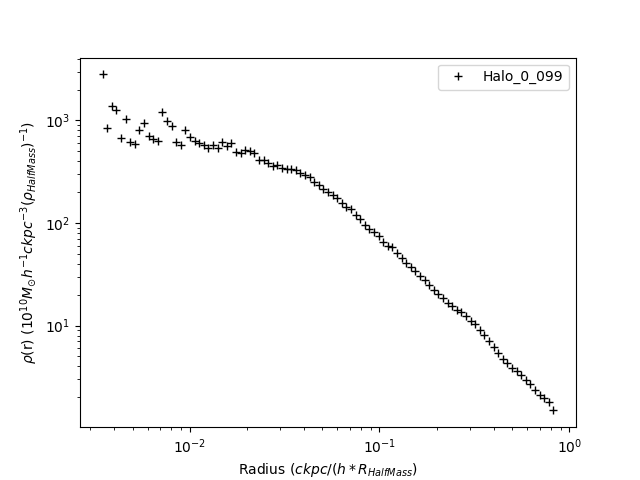 Halo_0_099
10³
10²
10¹
ρ(r) (10¹⁰M☉h⁻¹ckpc⁻³(ρHalfMass)⁻¹)
10⁻²
10⁻¹
10⁰
Radius (ckpc/(h * RHalfMass)